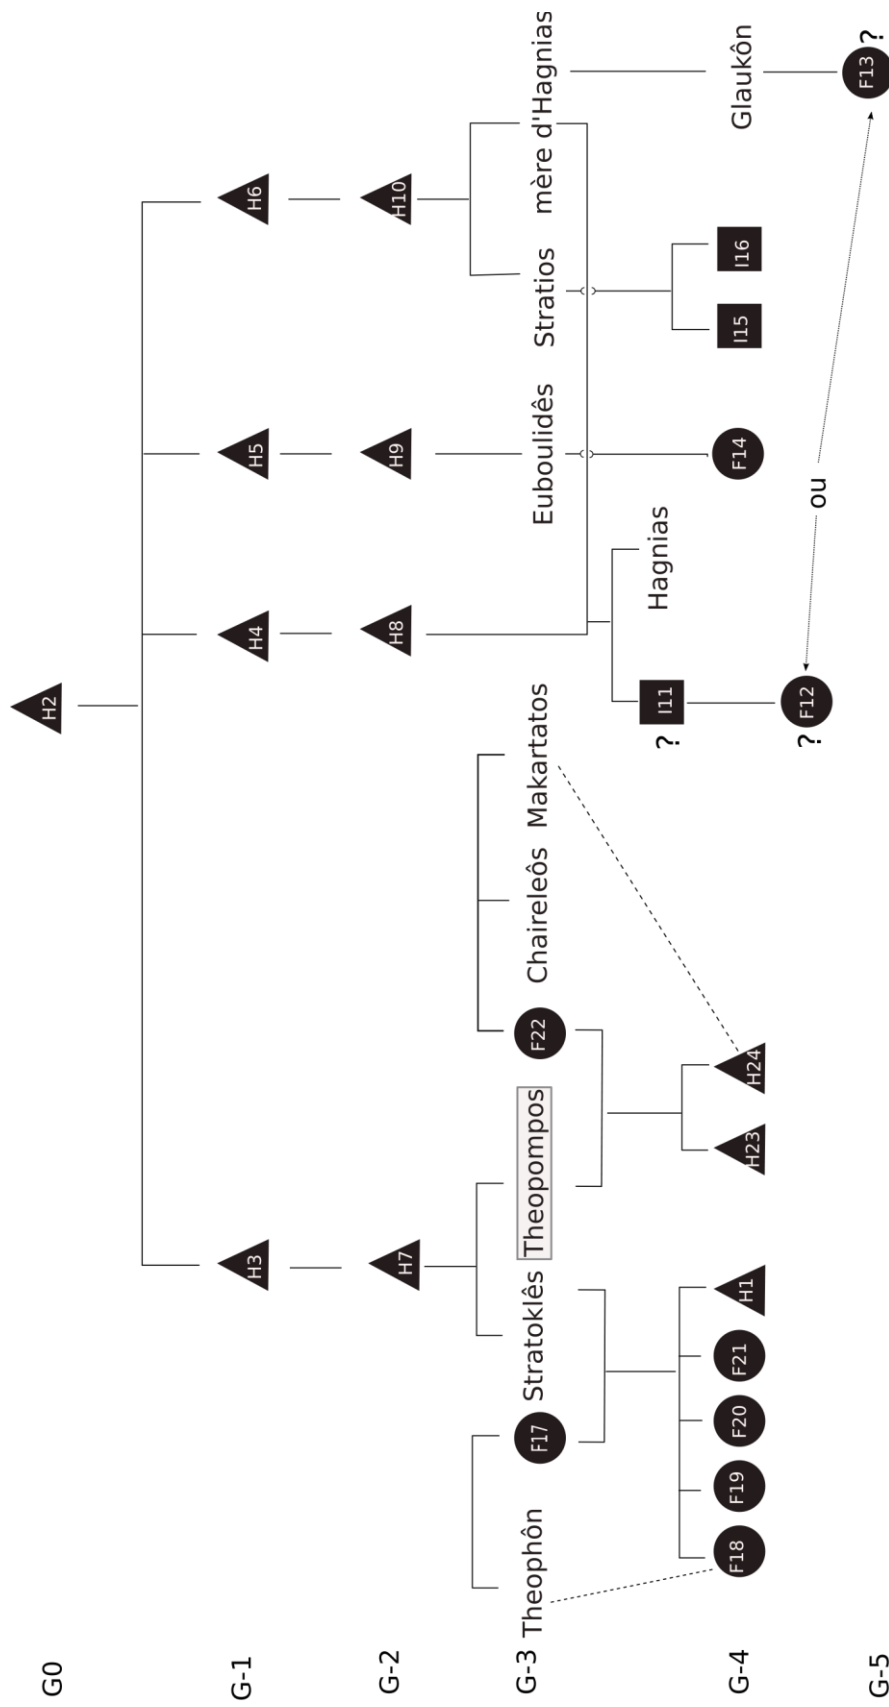 G0 H2
G-1 H3 H4 H5 H6
G-2 H7 H8 H9 H10
G-3 Theophôn F17 Stratoklês Theopompos F22 Chaireleôs Makartatos Euboulidês Stratios mère d'Hagnias
? I11 Hagnias
G-4 F18 F19 F20 F21 H1 H23 H24 F14 I15 I16 Glaukôn
? F12 ou
G-5 F13 ?